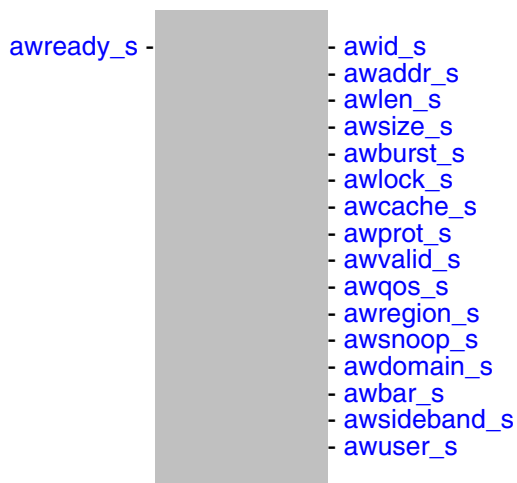 awready_s - - awid_s
- awaddr_s
- awlen_s
- awsize_s
- awburst_s
- awlock_s
- awcache_s
- awprot_s
- awvalid_s
- awqos_s
- awregion_s
- awsnoop_s
- awdomain_s
- awbar_s
- awsideband_s
- awuser_s